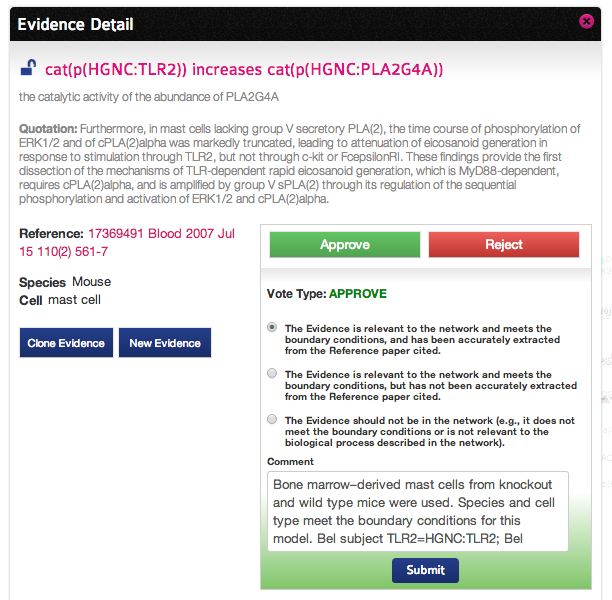 Evidence Detail
cat(p(HGNC:TLR2)) increases cat(p(HGNC:PLA2G4A))
the catalytic activity of the abundance of PLA2G4A
Quotation: Furthermore, in mast cells lacking group V secretory PLA(2), the time course of phosphorylation of
ERK1/2 and of cPLA(2)alpha was markedly truncated, leading to attenuation of eicosanoid generation in
response to stimulation through TLR2, but not through c-kit or FcepsilonRI. These findings provide the first
dissection of the mechanisms of TLR-dependent rapid eicosanoid generation, which is MyD88-dependent,
requires cPLA(2)alpha, and is amplified by group V sPLA(2) through its regulation of the sequential
phosphorylation and activation of ERK1/2 and cPLA(2)alpha.
Reference: 17369491 Blood 2007 Jul
15 110(2) 561-7
Species Mouse
Cell mast cell
Clone Evidence New Evidence
Approve Reject
Vote Type: APPROVE
The Evidence is relevant to the network and meets the
boundary conditions, and has been accurately extracted
from the Reference paper cited.
The Evidence is relevant to the network and meets the
boundary conditions, but has not been accurately extracted
from the Reference paper cited.
The Evidence should not be in the network (e.g., it does not
meet the boundary conditions or is not relevant to the
biological process described in the network).
Comment
Bone marrow-derived mast cells from knockout
and wild type mice were used. Species and cell
type meet the boundary conditions for this
model. Bel subject TLR2=HGNC:TLR2; Bel
Submit